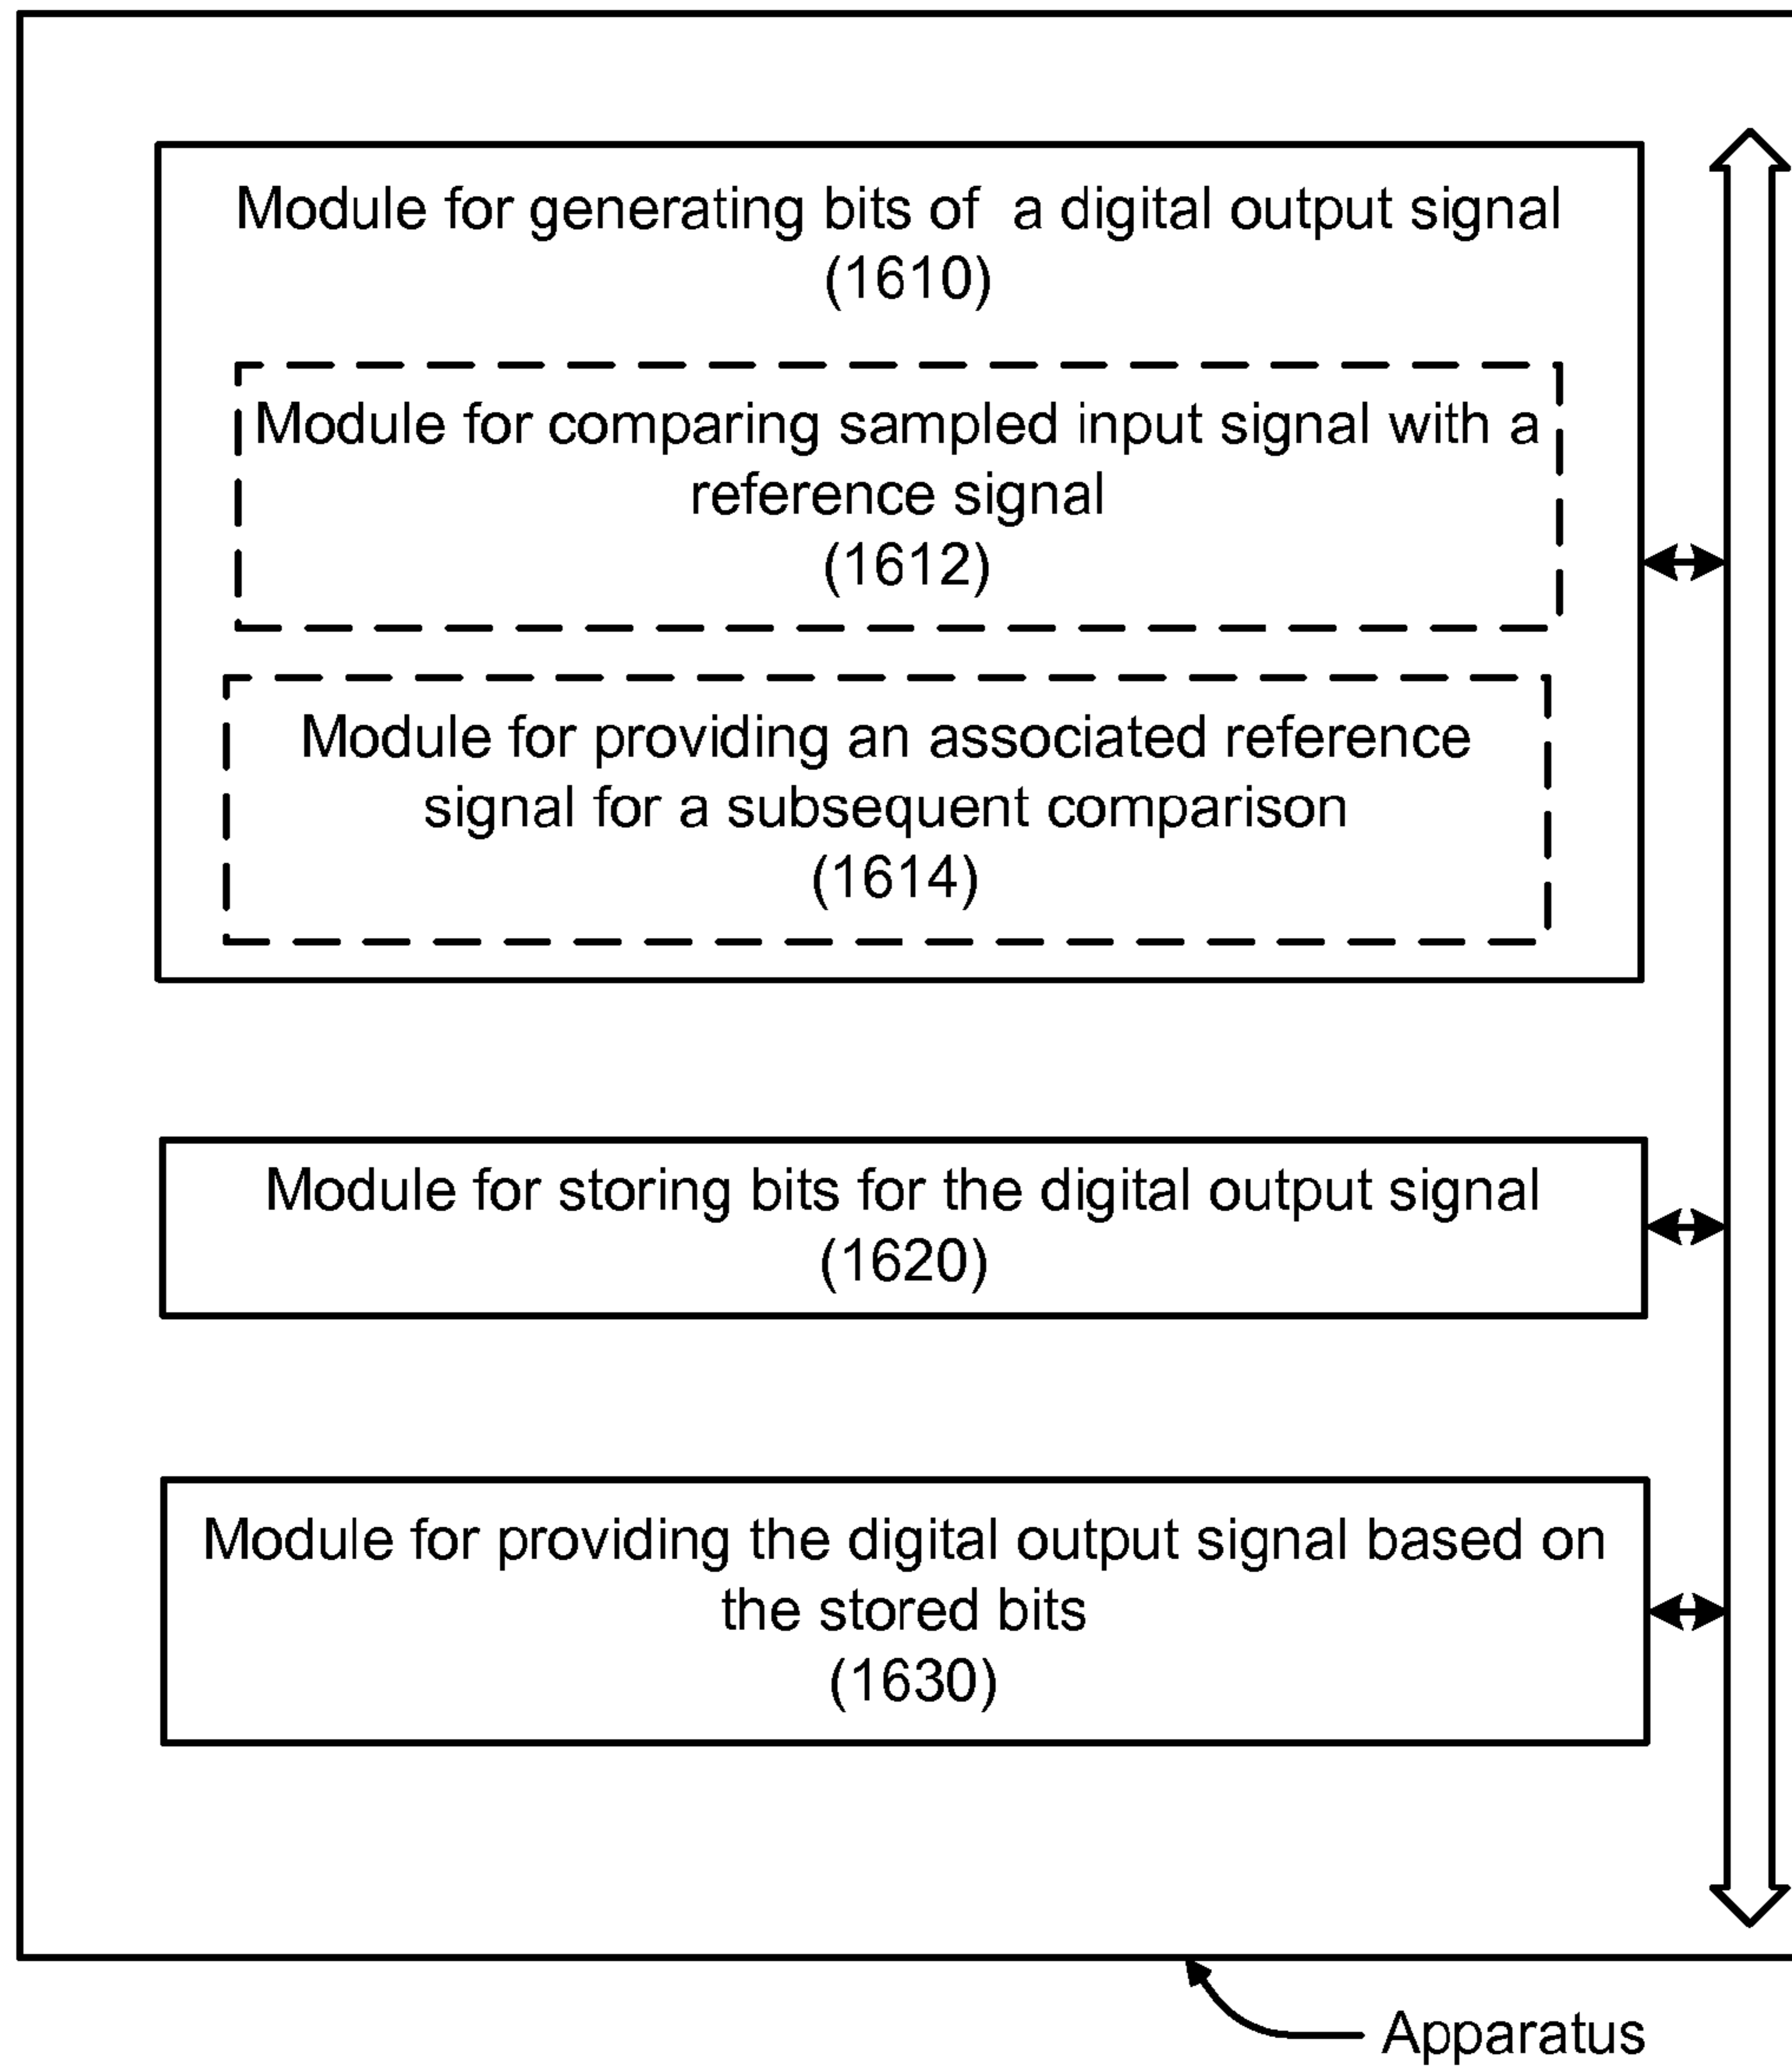 Module for generating bits of a digital output signal
(1610)
Module for comparing sampled input signal with a
reference signal
(1612)
Module for providing an associated reference
signal for a subsequent comparison
(1614)
Module for storing bits for the digital output signal
(1620)
Module for providing the digital output signal based on
the stored bits
(1630)
Apparatus